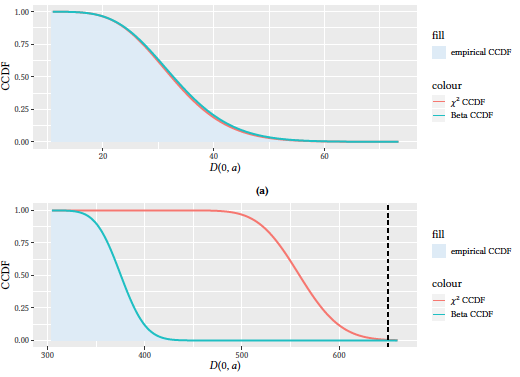 1.00
0.75
0.50
0.25
0.00
CCDF
20
40
60
D(0, a)
fill
empirical CCDF
colour
χ² CCDF
Beta CCDF
(a)
1.00
0.75
0.50
0.25
0.00
CCDF
300
400
500
600
D(0, a)
fill
empirical CCDF
colour
χ² CCDF
Beta CCDF